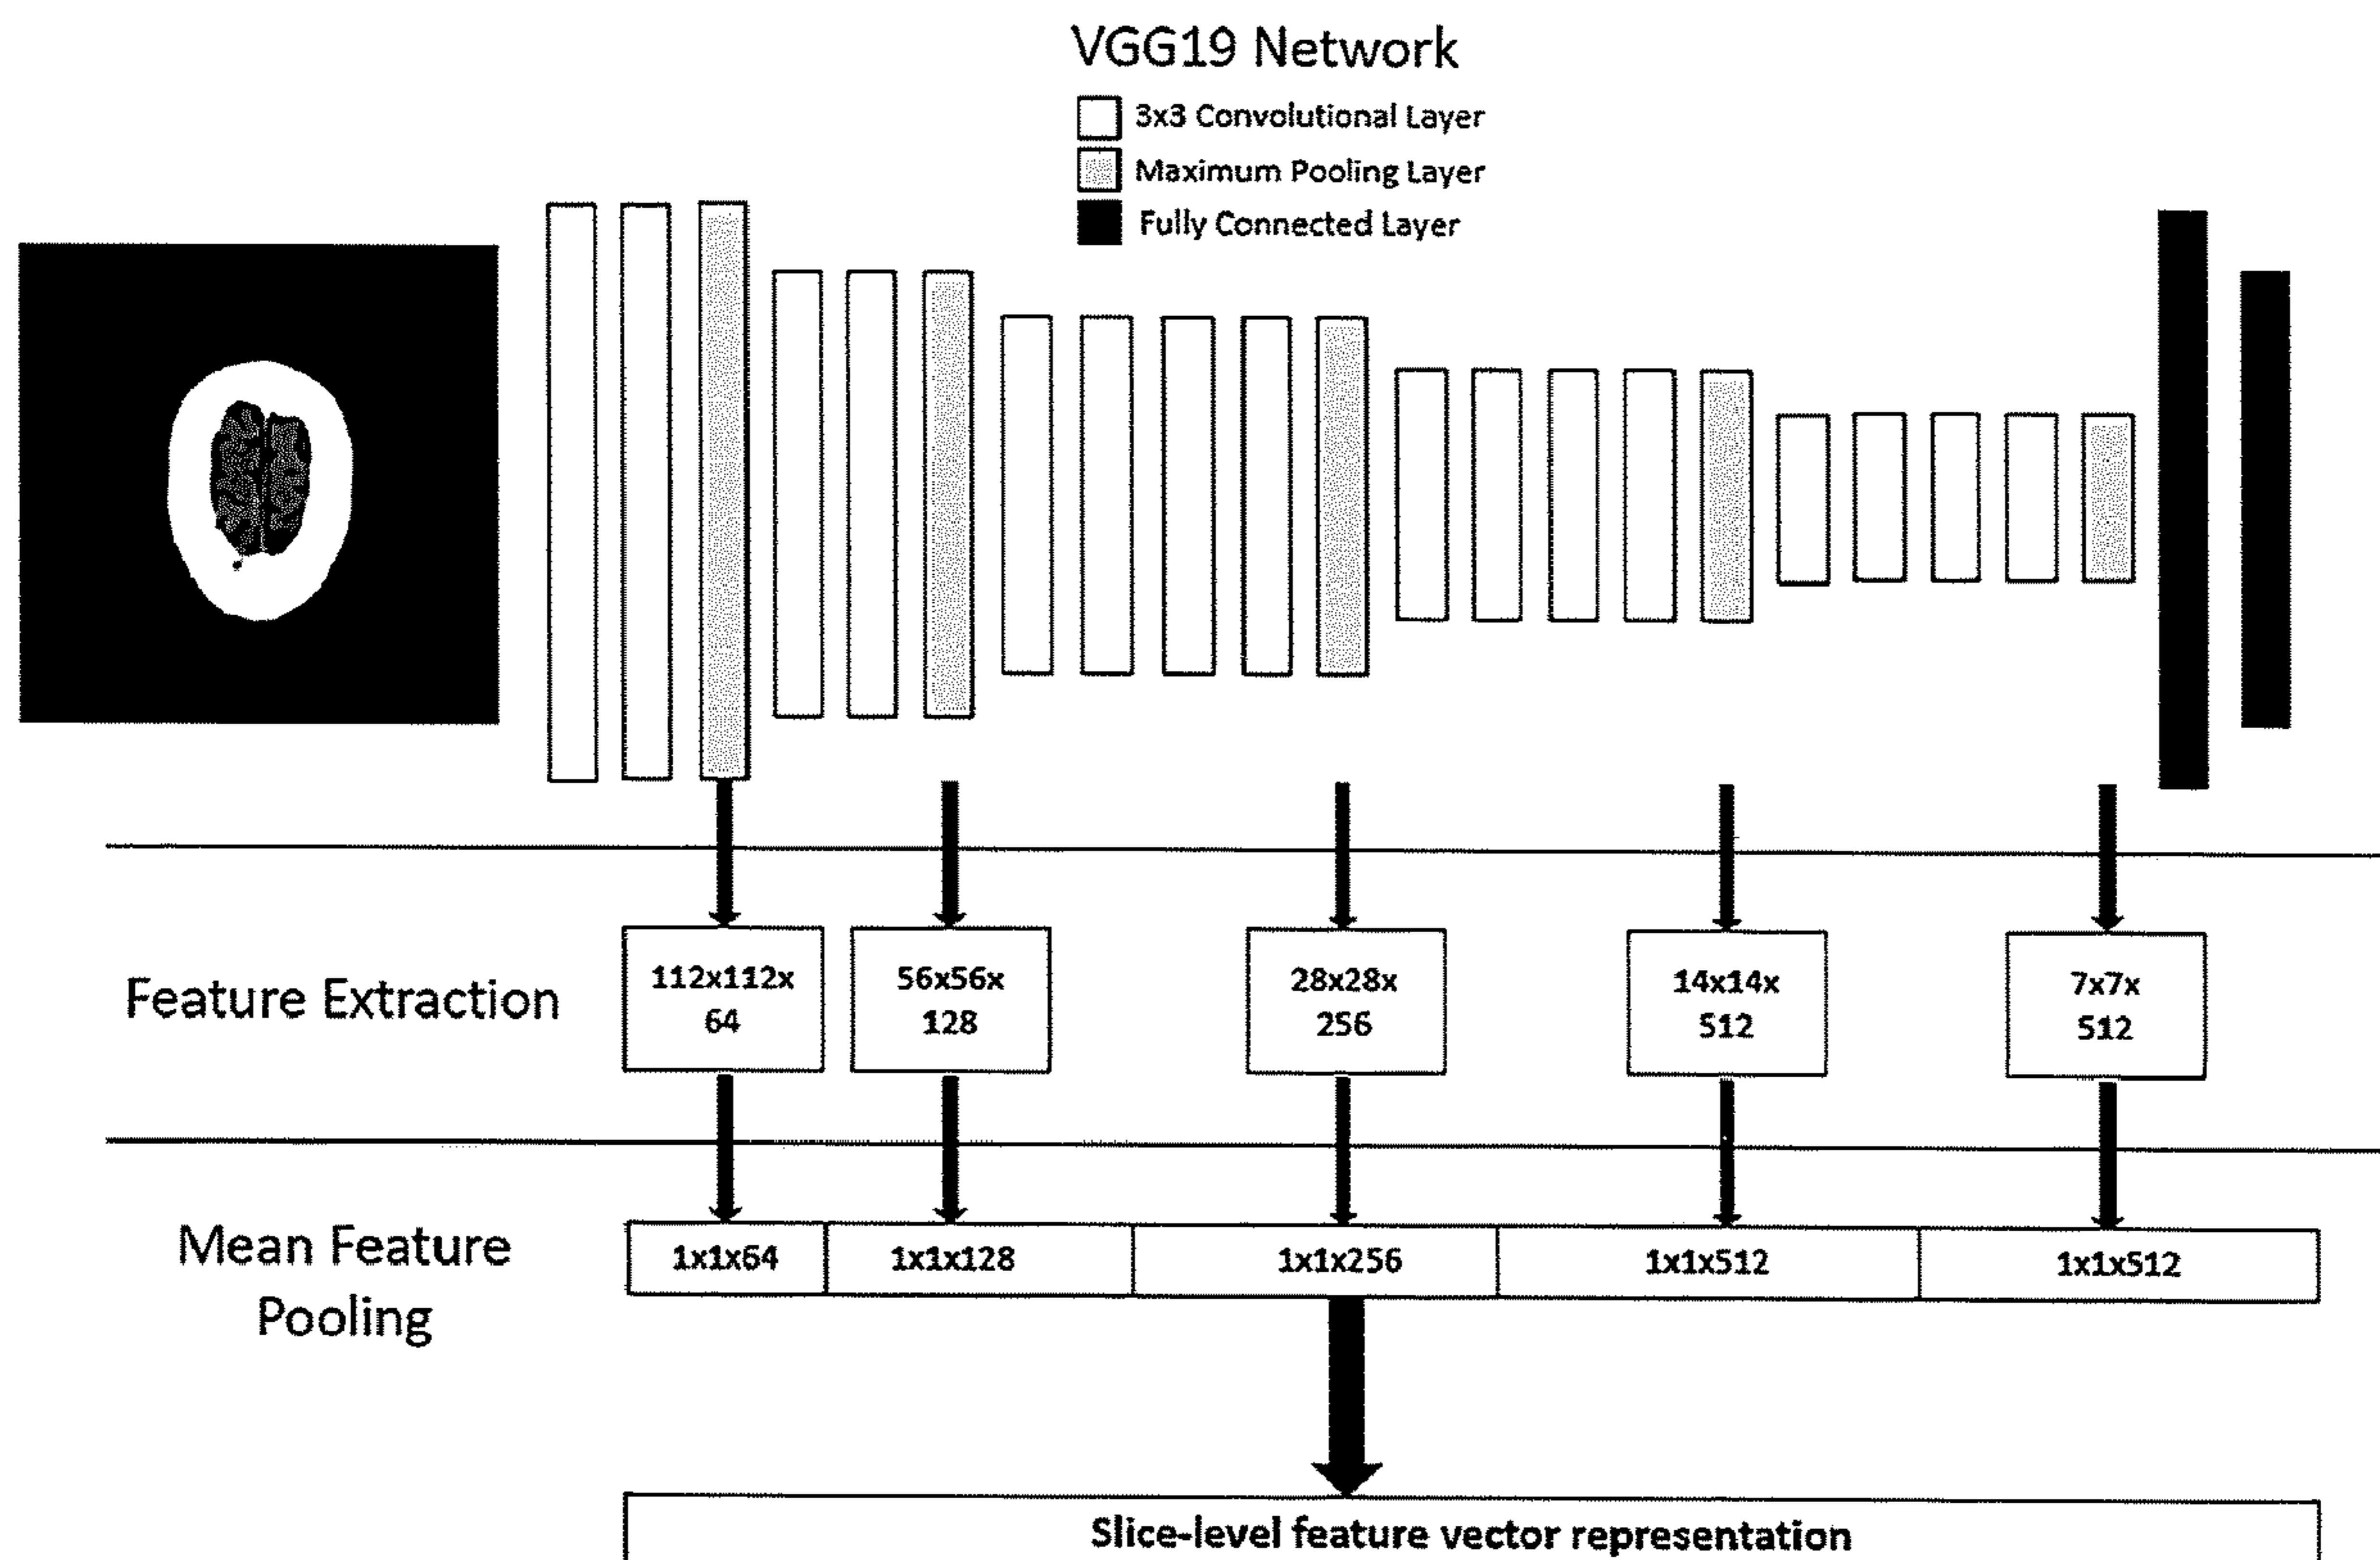 VGG19 Network
3x3 Convolutional Layer
Maximum Pooling Layer
Fully Connected Layer
Feature Extraction
112x112x
64
56x56x
128
28x28x
256
14x14x
512
7x7x
512
Mean Feature
Pooling
1x1x64
1x1x128
1x1x256
1x1x512
1x1x512
Slice-level feature vector representation